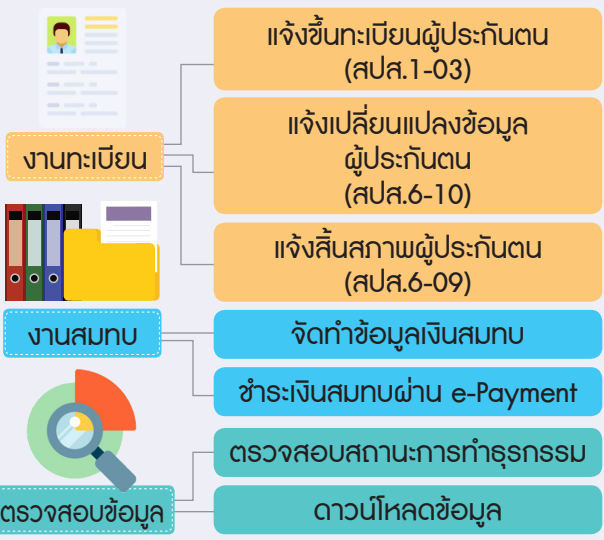 งานทะเบียน
แจ้งขึ้นทะเบียนผู้ประกันตน
(สปส.1-03)
แจ้งเปลี่ยนแปลงข้อมูล
ผู้ประกันตน
(สปส.6-10)
แจ้งสิ้นสภาพผู้ประกันตน
(สปส.6-09)
งานสมทบ
จัดทำข้อมูลเงินสมทบ
ชำระเงินสมทบผ่าน e-Payment
ตรวจสอบข้อมูล
ตรวจสอบสถานะการทำธุรกรรม
ดาวน์โหลดข้อมูล